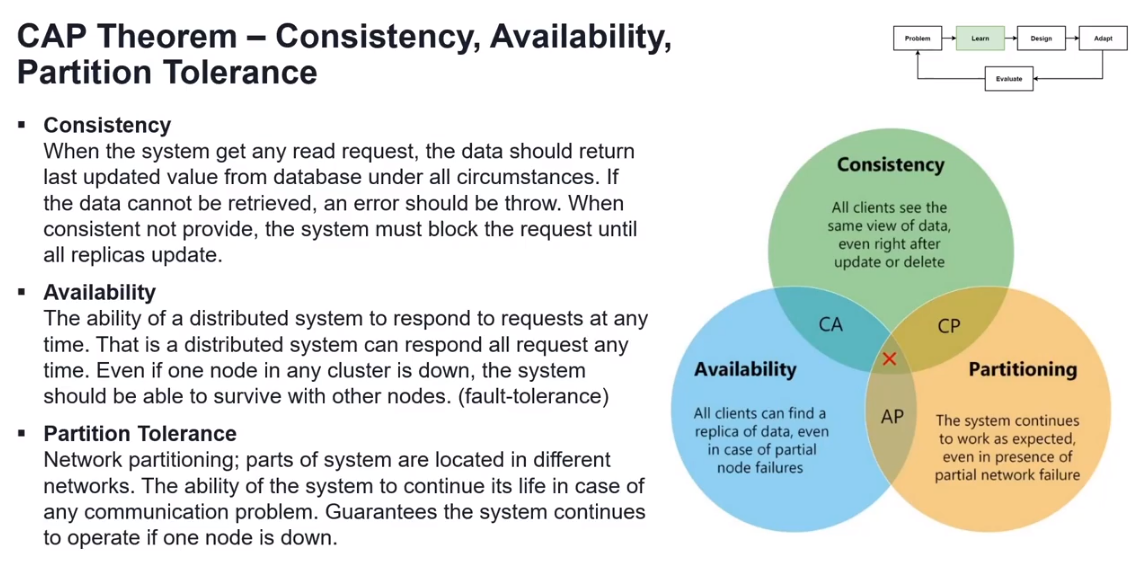 CAP Theorem – Consistency, Availability,
Partition Tolerance
Problem
Learn
Design
Adapt
Evaluate
▪ Consistency
When the system get any read request, the data should return
last updated value from database under all circumstances. If
the data cannot be retrieved, an error should be throw. When
consistent not provide, the system must block the request until
all replicas update.
▪ Availability
The ability of a distributed system to respond to requests at any
time. That is a distributed system can respond all request any
time. Even if one node in any cluster is down, the system
should be able to survive with other nodes. (fault-tolerance)
▪ Partition Tolerance
Network partitioning; parts of system are located in different
networks. The ability of the system to continue its life in case of
any communication problem. Guarantees the system continues
to operate if one node is down.
Consistency
All clients see the
same view of data,
even right after
update or delete
CA
CP
Availability
All clients can find a
replica of data, even
in case of partial
node failures
AP
Partitioning
The system continues
to work as expected,
even in presence of
partial network failure